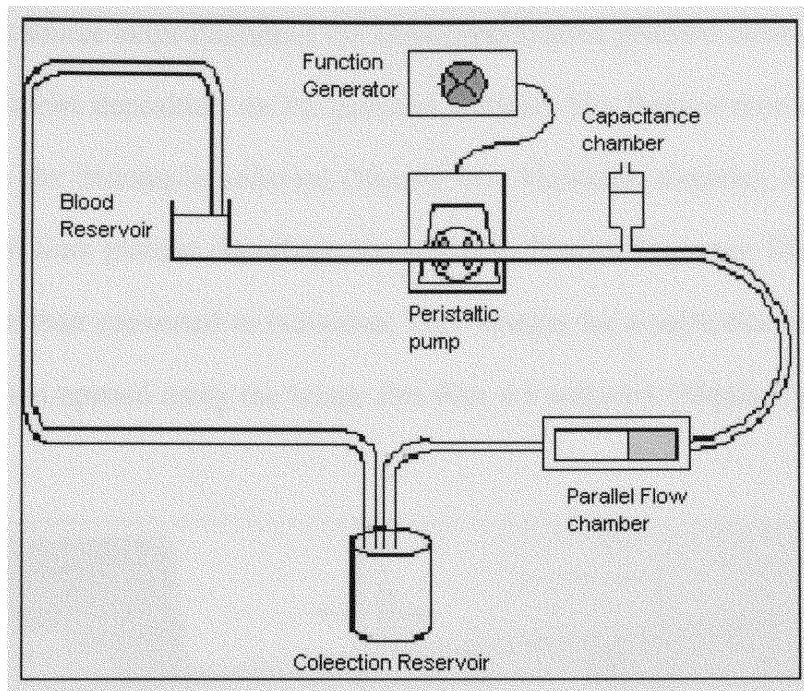 Function
Generator
Capacitance
chamber
Blood
Reservoir
Peristaltic
pump
Parallel Flow
chamber
Coleection Reservoir